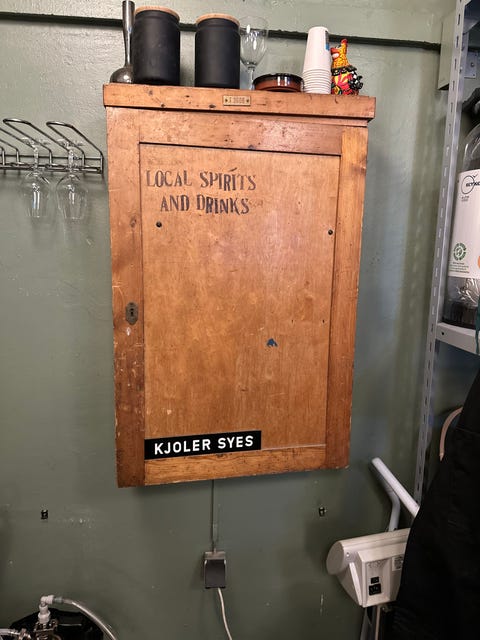 LOCAL SPIRITS
AND DRINKS
KJOLER SYES